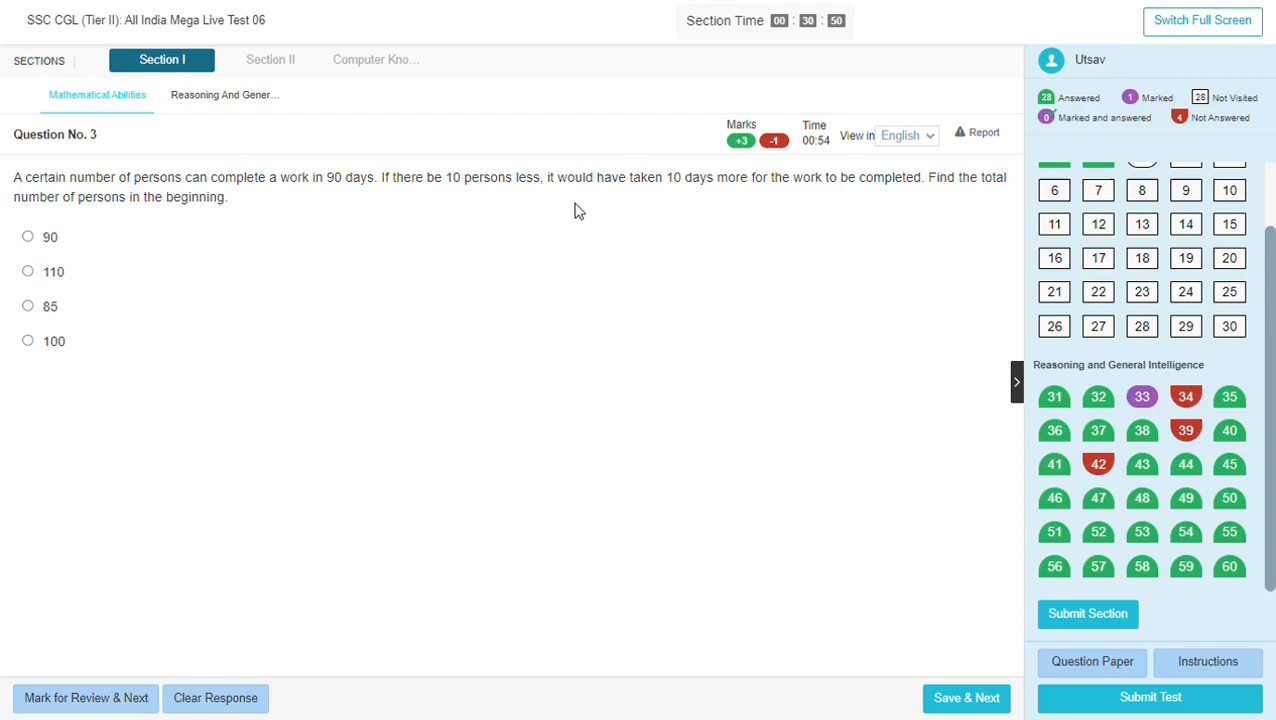 SSC CGL (Tier II): All India Mega Live Test 06
Section Time 00 : 30 : 50
Switch Full Screen
SECTIONS
Section I
Section II
Computer Kno...
Utsav
Mathematical Abilities
Reasoning And Gener...
28 Answered
1 Marked
28 Not Visited
0 Marked and answered
4 Not Answered
Question No. 3
Marks
+3 -1
Time
00:54
View in English
Report
A certain number of persons can complete a work in 90 days. If there be 10 persons less, it would have taken 10 days more for the work to be completed. Find the total
number of persons in the beginning.
90
110
85
100
6 7 8 9 10
11 12 13 14 15
16 17 18 19 20
21 22 23 24 25
26 27 28 29 30
Reasoning and General Intelligence
31 32 33 34 35
36 37 38 39 40
41 42 43 44 45
46 47 48 49 50
51 52 53 54 55
56 57 58 59 60
Submit Section
Question Paper
Instructions
Mark for Review & Next
Clear Response
Save & Next
Submit Test